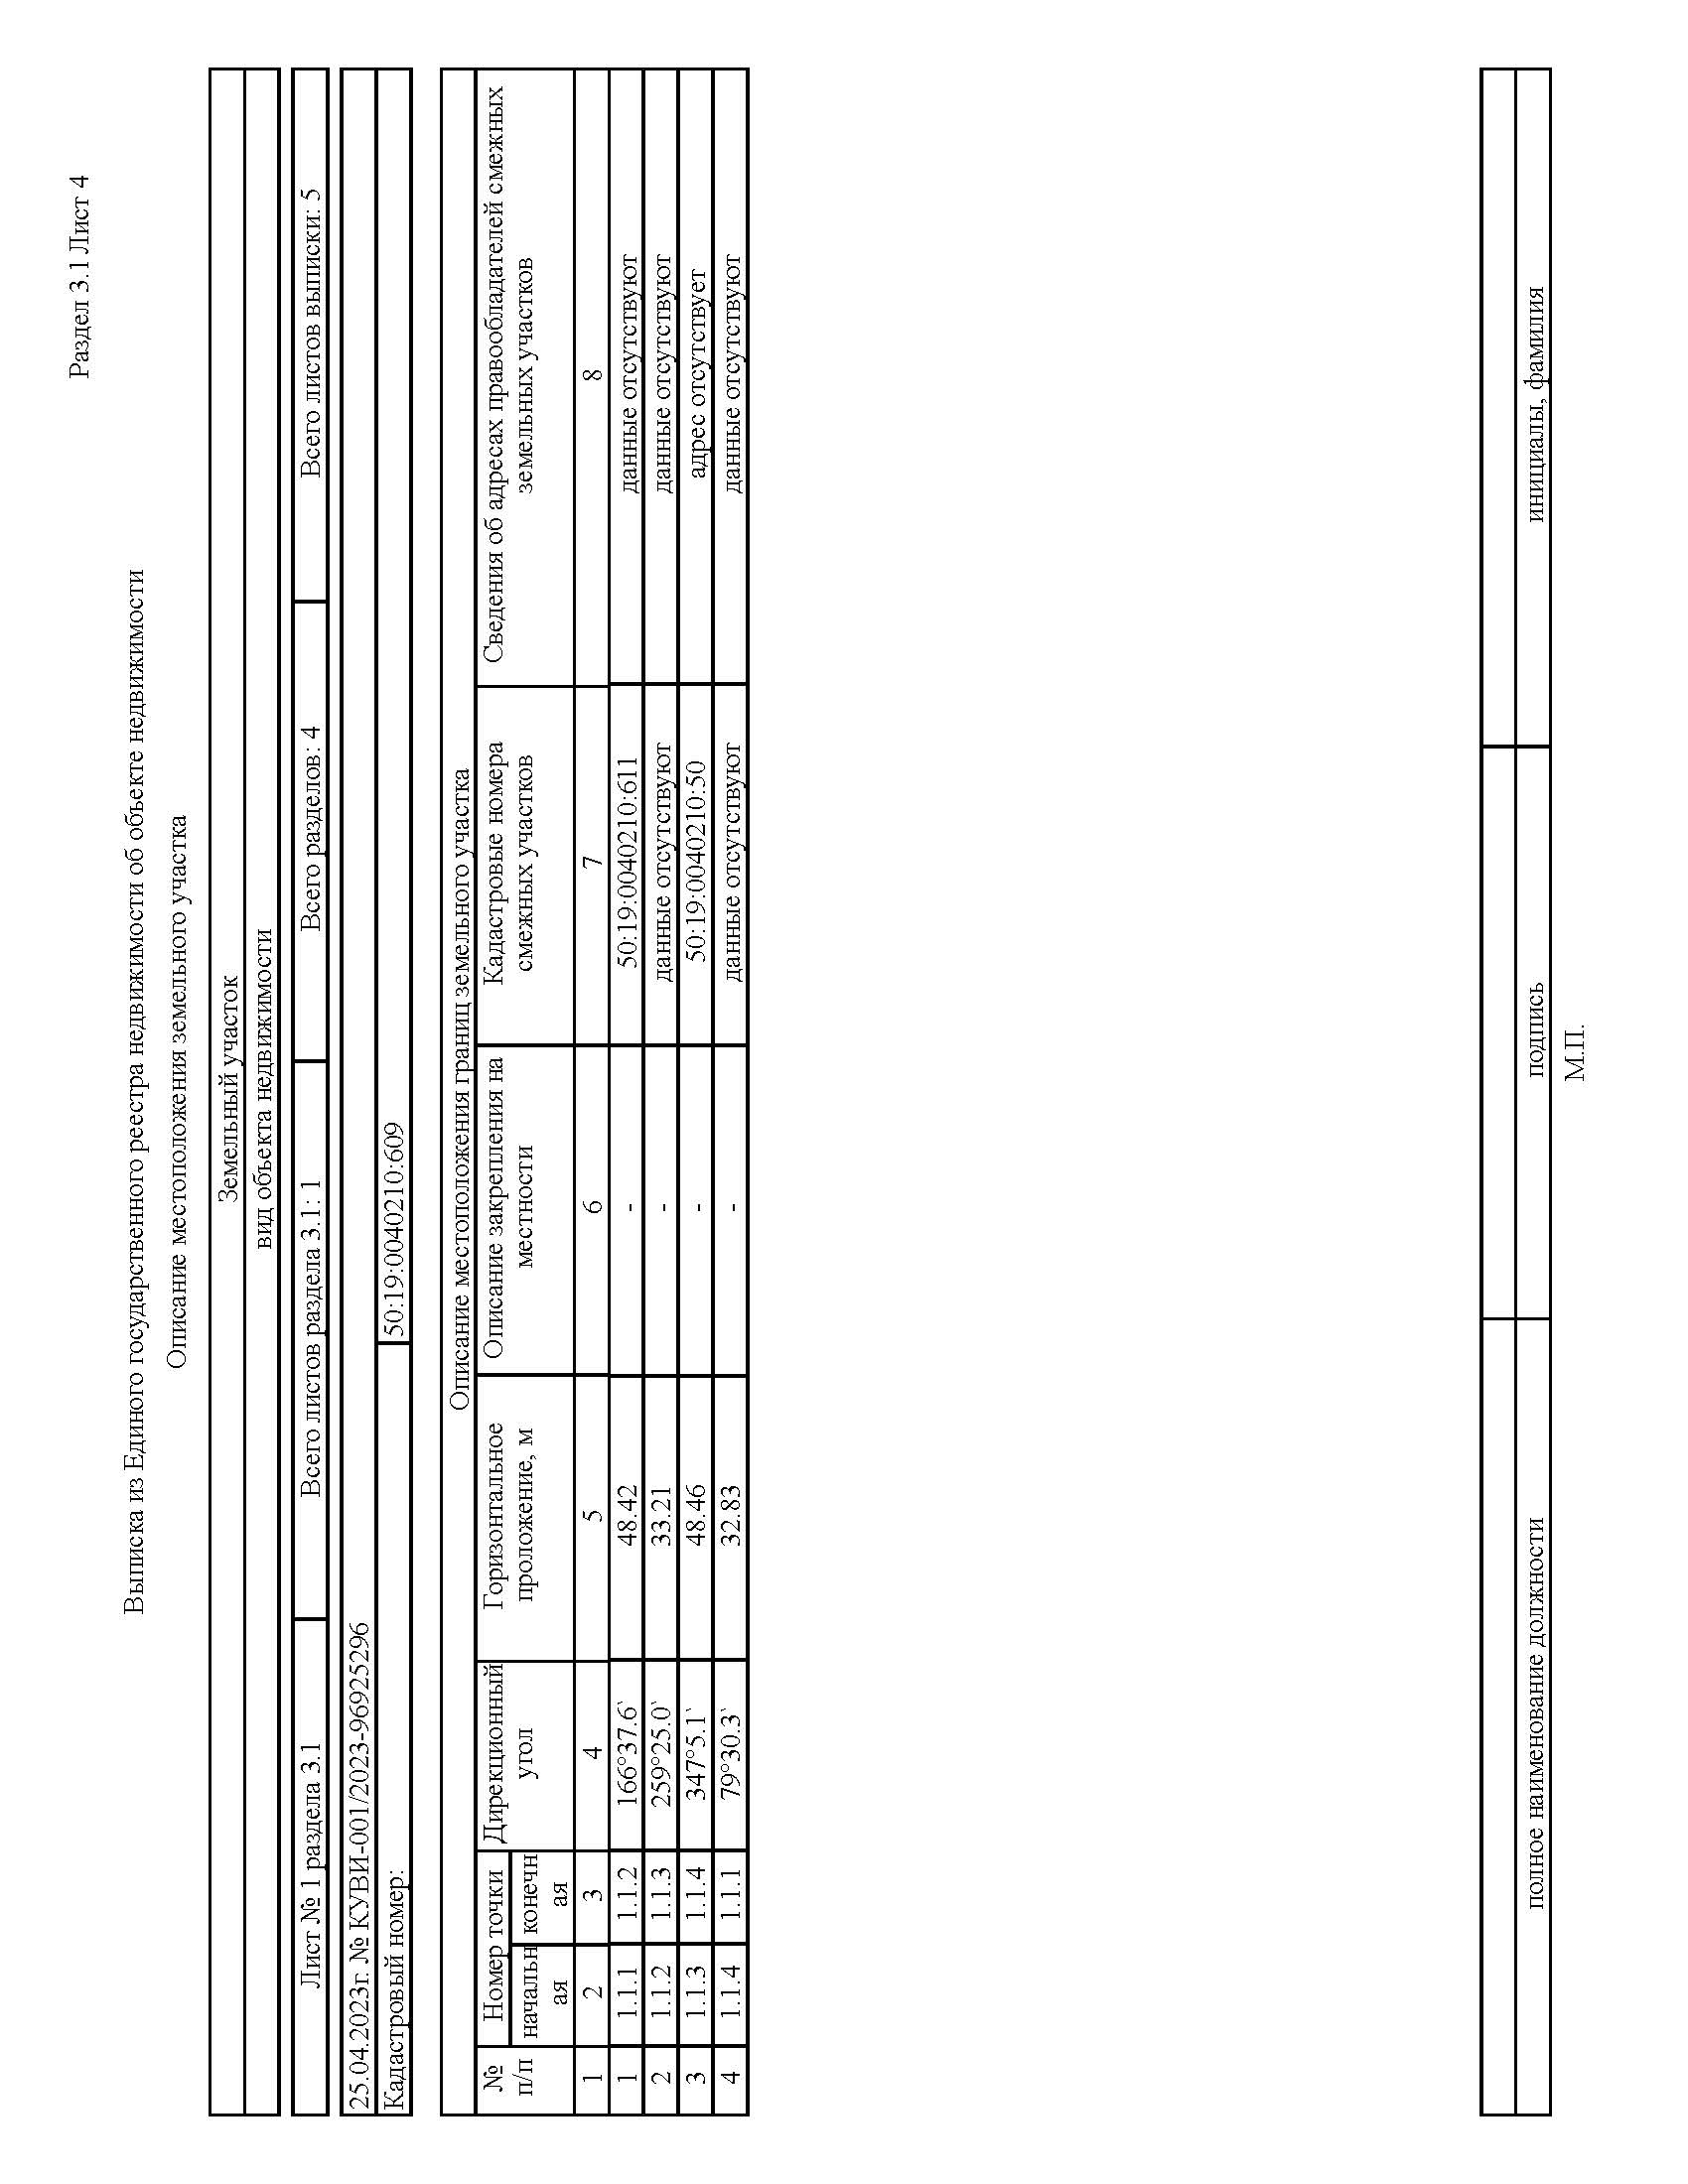 Раздел 3.1 Лист 4
Выписка из Единого государственного реестра недвижимости об объекте недвижимости
Описание местоположения земельного участка
Земельный участок
вид объекта недвижимости
Лист № 1 раздела 3.1 Всего листов раздела 3.1: 1 Всего разделов: 4 Всего листов выписки: 5
25.04.2023г. № КУВИ-001/2023-96925296
Кадастровый номер: 50:19:0040210:609
Описание местоположения границ земельного участка
№ Номер точки Дирекционный Горизонтальное Описание закрепления на Кадастровые номера Сведения об адресах правообладателей смежных
п/п начальн конечн угол проложение, м местности смежных участков земельных участков
ая ая
1 2 3 4 5 6 7 8
1 1.1.1 1.1.2 166°37.6` 48.42 - 50:19:0040210:611 данные отсутствуют
2 1.1.2 1.1.3 259°25.0` 33.21 - данные отсутствуют данные отсутствуют
3 1.1.3 1.1.4 347°5.1` 48.46 - 50:19:0040210:50 адрес отсутствует
4 1.1.4 1.1.1 79°30.3` 32.83 - данные отсутствуют данные отсутствуют
полное наименование должности подпись инициалы, фамилия
М.П.